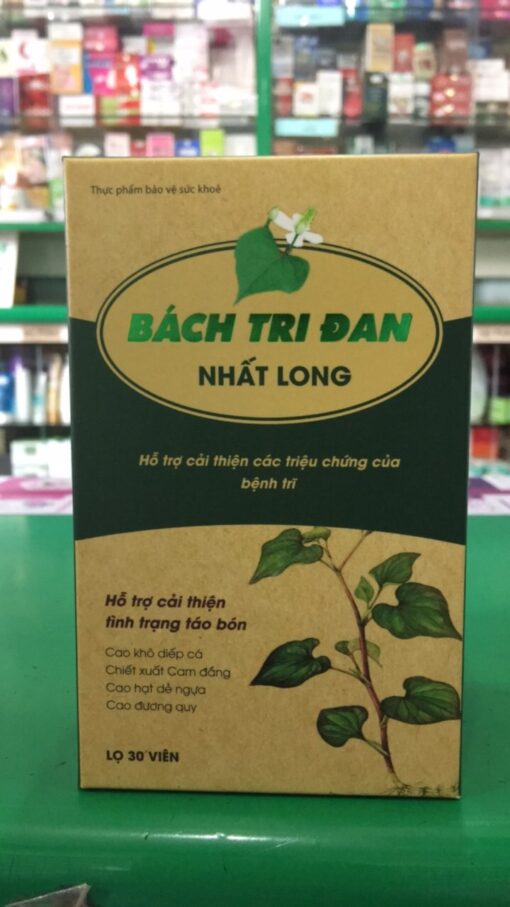 Thực phẩm bảo vệ sức khoẻ
BÁCH TRI ĐAN
NHẤT LONG
Hỗ trợ cải thiện các triệu chứng của
bệnh trĩ
Hỗ trợ cải thiện
tình trạng táo bón
Cao khô diếp cá
Chiết xuất Cam đắng
Cao hạt dẻ ngựa
Cao đương quy
LỌ 30 VIÊN